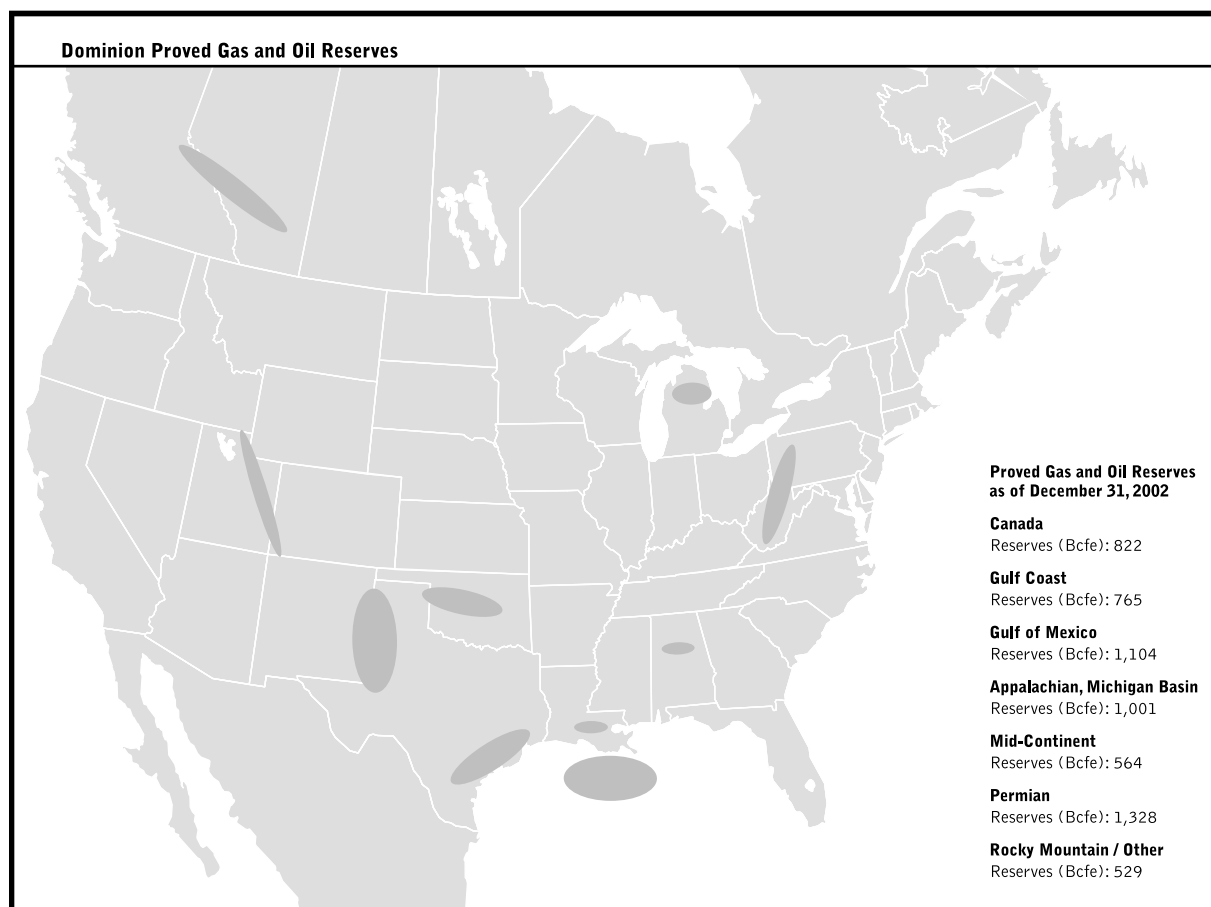 Dominion Proved Gas and Oil Reserves
Proved Gas and Oil Reserves
as of December 31, 2002
Canada
Reserves (Bcfe): 822
Gulf Coast
Reserves (Bcfe): 765
Gulf of Mexico
Reserves (Bcfe): 1,104
Appalachian, Michigan Basin
Reserves (Bcfe): 1,001
Mid-Continent
Reserves (Bcfe): 564
Permian
Reserves (Bcfe): 1,328
Rocky Mountain / Other
Reserves (Bcfe): 529